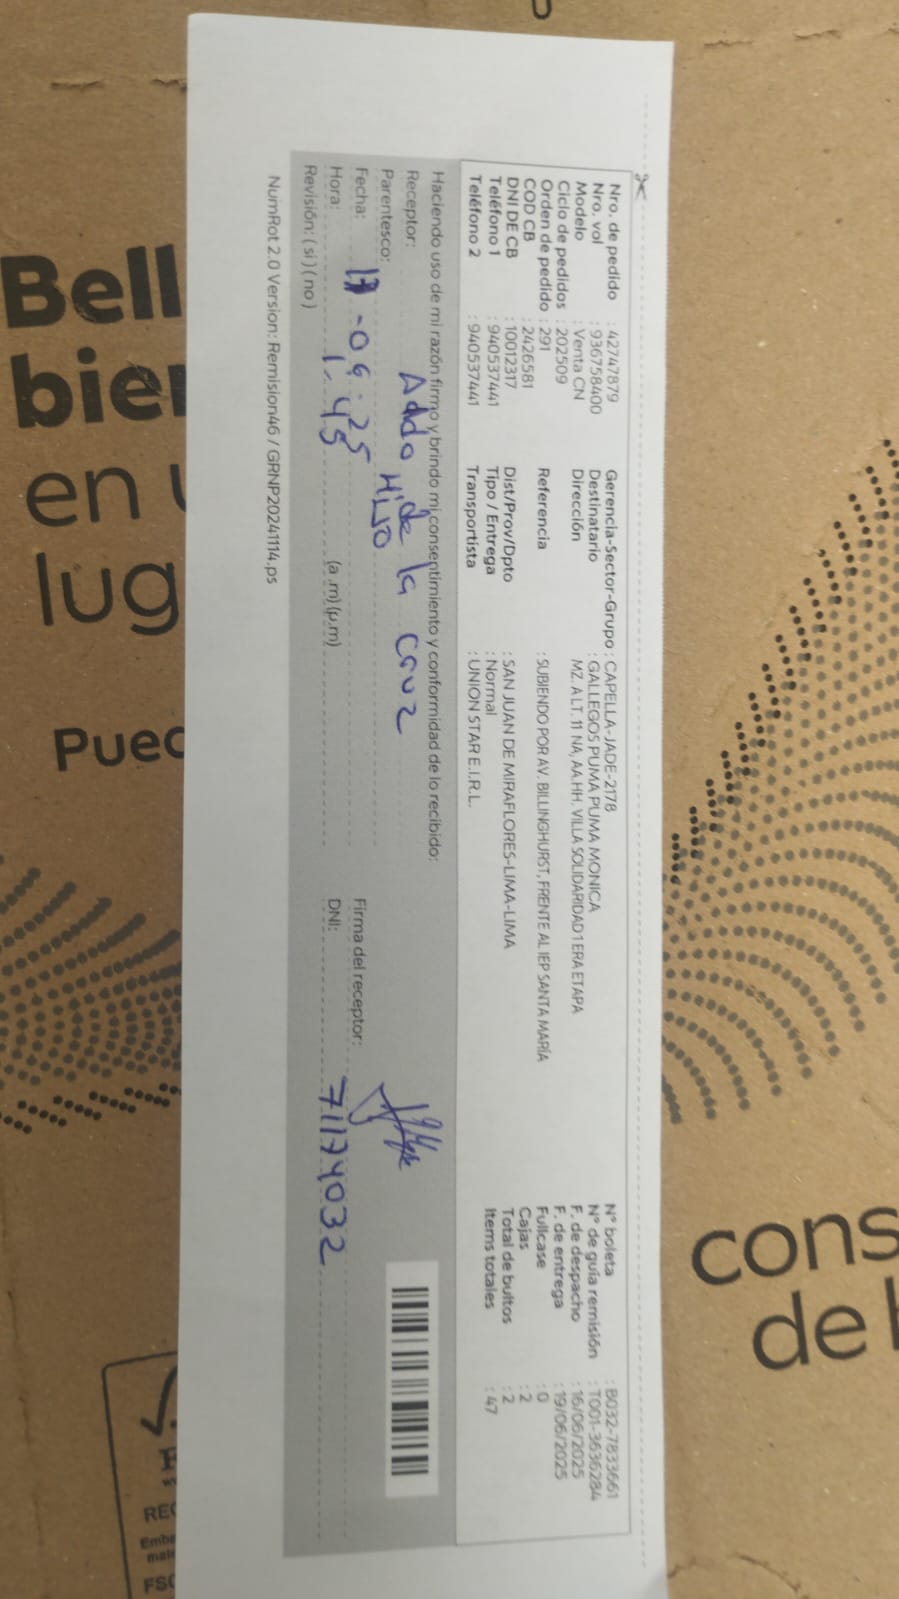 Nro. de pedido : 42747879
Nro. vol : 936758400
Modelo : Venta CN
Ciclo de pedidos : 202509
Orden de pedido : 291
COD CB : 2426581
DNI DE CB : 10012317
Teléfono 1 : 940537441
Teléfono 2 : 940537441
Gerencia-Sector-Grupo : CAPELLA-JADE-2178
Destinatario : GALLEGOS PUMA PUMA MONICA
Dirección MZ. A LT. 11 NA, AA.HH. VILLA SOLIDARIDAD 1 ERA ETAPA
Referencia : SUBIENDO POR AV. BILLINGHURST, FRENTE AL IEP SANTA MARÍA
Dist/Prov/Dpto : SAN JUAN DE MIRAFLORES-LIMA-LIMA
Tipo / Entrega : Normal
Transportista : UNION STAR E.I.R.L.
N° boleta : B032-7833661
N° de guía remisión : T001-3636284
F. de despacho : 16/06/2025
F. de entrega : 19/06/2025
Fullcase : 0
Cajas : 2
Total de bultos : 2
Items totales : 47
Haciendo uso de mi razón firmo y brindo mi consentimiento y conformidad de lo recibido:
Receptor: de la Cruz
Parentesco: Hijo
Fecha: 17-06-25
Hora: 1:45 (a.m) (p.m)
Revisión: ( si ) ( no )
Firma del receptor:
DNI: 71174032
NumRot 2.0 Version: Remision46 / GRNP20241114.ps
Bell
bie
en
lug
Pued
cons
de
REC
Emba
mate
FSC